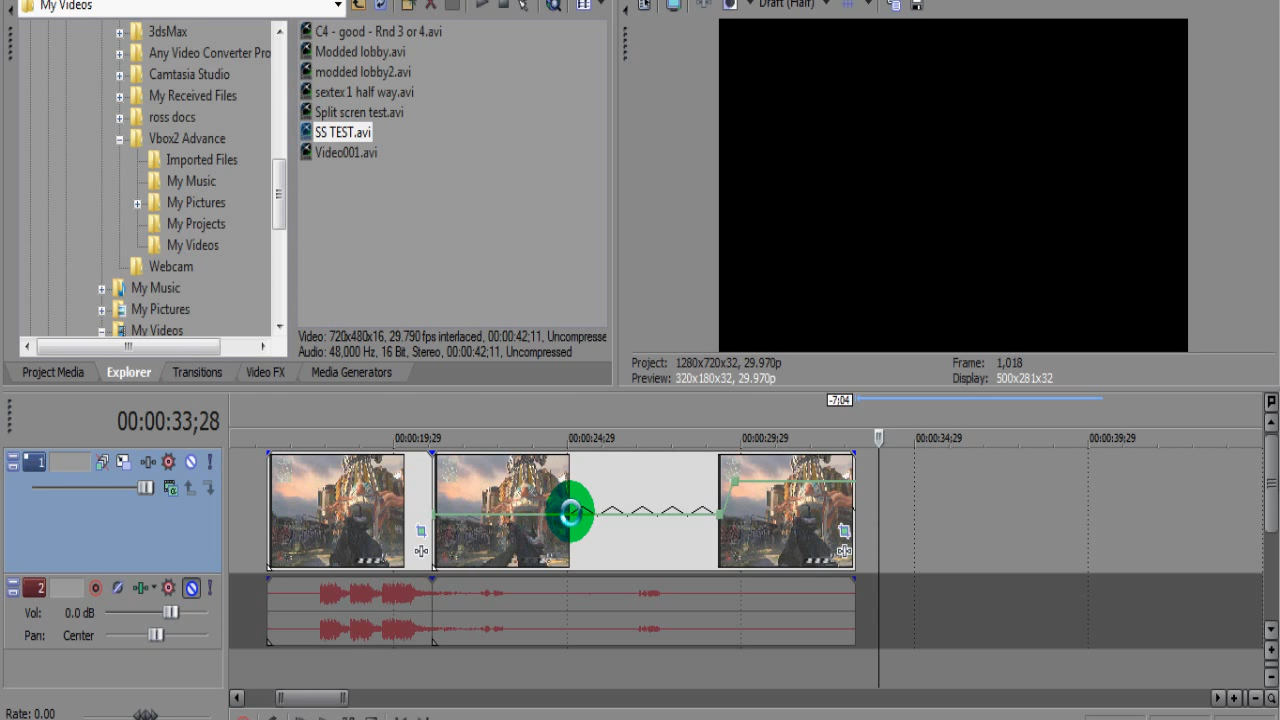 My Videos
Draft (Half)
3dsMax
Any Video Converter Pro
Camtasia Studio
My Received Files
ross docs
Vbox2 Advance
Imported Files
My Music
My Pictures
My Projects
My Videos
Webcam
My Music
My Pictures
My Videos
C4 - good - Rnd 3 or 4.avi
Modded lobby.avi
modded lobby2.avi
sextex1 half way.avi
Split scren test.avi
SS TEST.avi
Video001.avi
Video: 720x480x16, 29.790 fps interlaced, 00:00:42;11, Uncompresse
Audio: 48,000 Hz, 16 Bit, Stereo, 00:00:42;11, Uncompressed
Project Media Explorer Transitions Video FX Media Generators
Project: 1280x720x32, 29.970p
Preview: 320x180x32, 29.970p
Frame: 1,018
Display: 500x281x32
-7:04
00:00:33;28
00:00:19;29 00:00:24;29 00:00:29;29 00:00:34;29 00:00:39;29
1
2
Vol: 0.0 dB
Pan: Center
Rate: 0.00